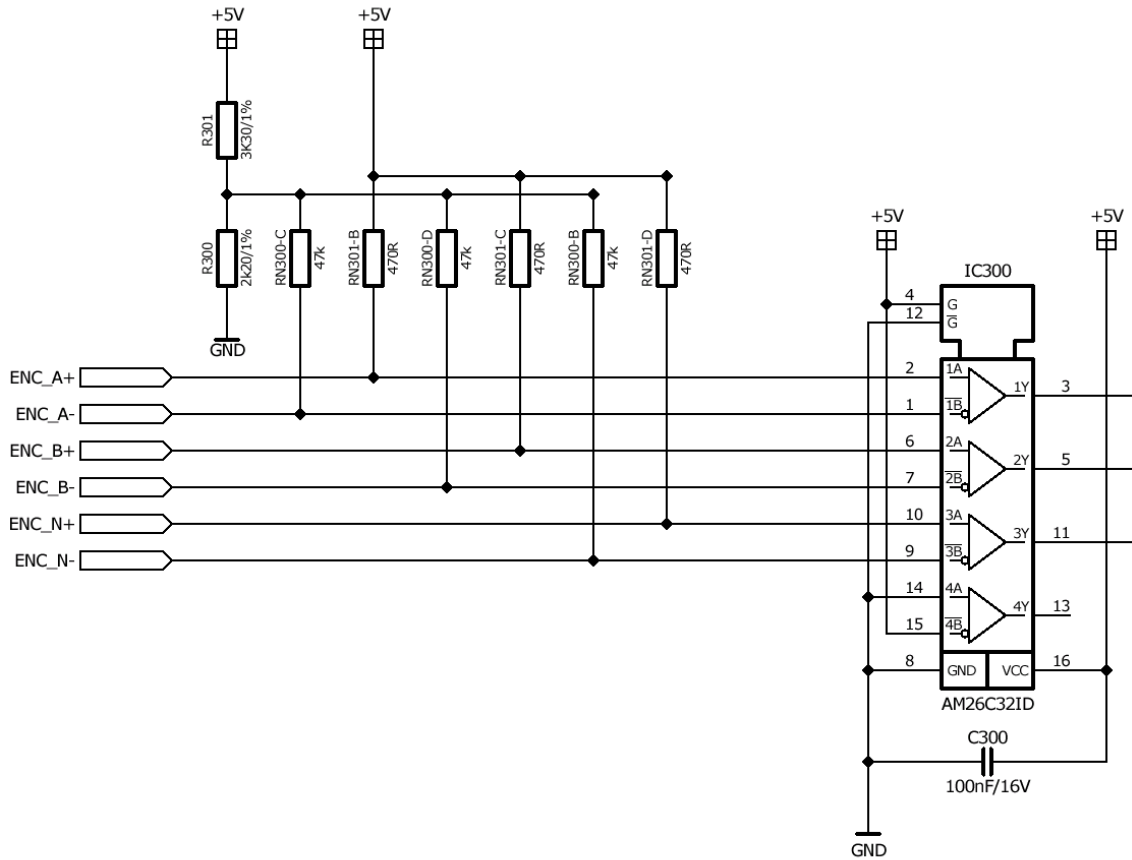 +5V
+5V
R301
3K30/1%
R300
2k20/1%
RN300-C
47k
RN301-B
470R
RN300-D
47k
RN301-C
470R
RN300-B
47k
RN301-D
470R
GND
+5V
+5V
IC300
4
G
12
G
ENC_A+
2
1A
1Y
3
ENC_A-
1
1B
ENC_B+
6
2A
2Y
5
ENC_B-
7
2B
ENC_N+
10
3A
3Y
11
ENC_N-
9
3B
14
4A
4Y
13
15
4B
8
GND
VCC
16
AM26C32ID
C300
100nF/16V
GND